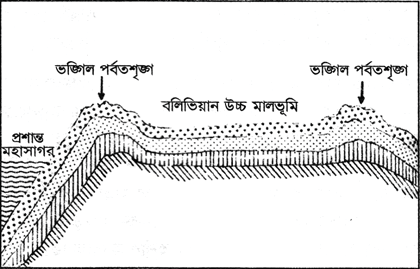 ভঙ্গিল পর্বতশৃঙ্গ
ভঙ্গিল পর্বতশৃঙ্গ
বলিভিয়ান উচ্চ মালভূমি
প্রশান্ত
মহাসাগর